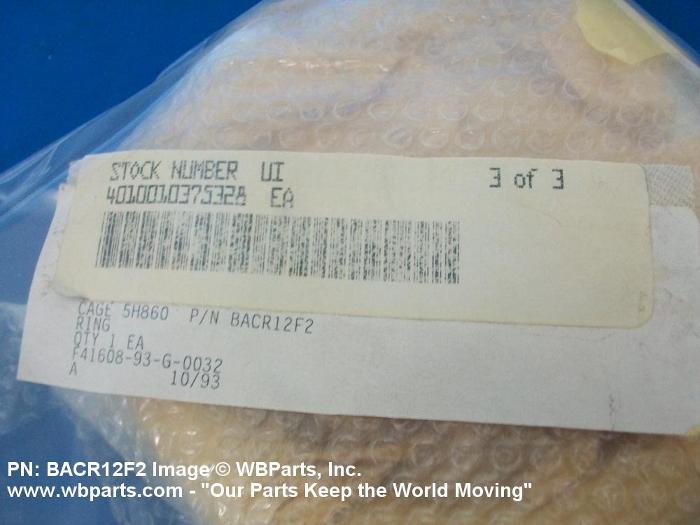 STOCK NUMBER UI 3 of 3
4010010375328 EA
CAGE 5H860 P/N BACR12F2
RING
QTY 1 EA
F41608-93-G-0032
A 10/93
PN: BACR12F2 Image © WBParts, Inc.
www.wbparts.com - "Our Parts Keep the World Moving"